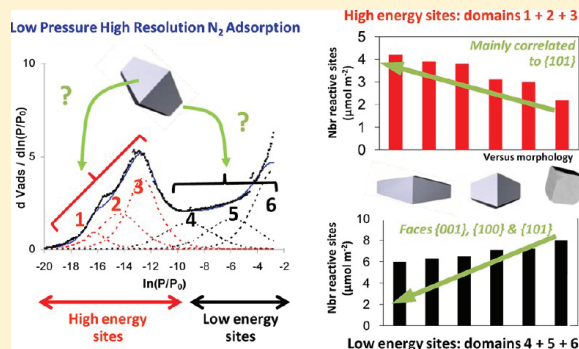 Low Pressure High Resolution N2 Adsorption
10
5
0
d Vads / dln(P/P0)
?
?
1
2
3
4
5
6
-20 -18 -16 -14 -12 -10 -8 -6 -4 -2
ln(P/P0)
High energy
sites
Low energy
sites
High energy sites: domains 1 + 2 + 3
Nbr reactive sites
(µmol m-2)
5
4
3
2
1
0
Mainly correlated
to {101}
Versus morphology
Nbr reactive sites
(µmol m-2)
10
8
6
4
2
0
Faces {001}, {100} & {101}
Low energy sites: domains 4 + 5 + 6